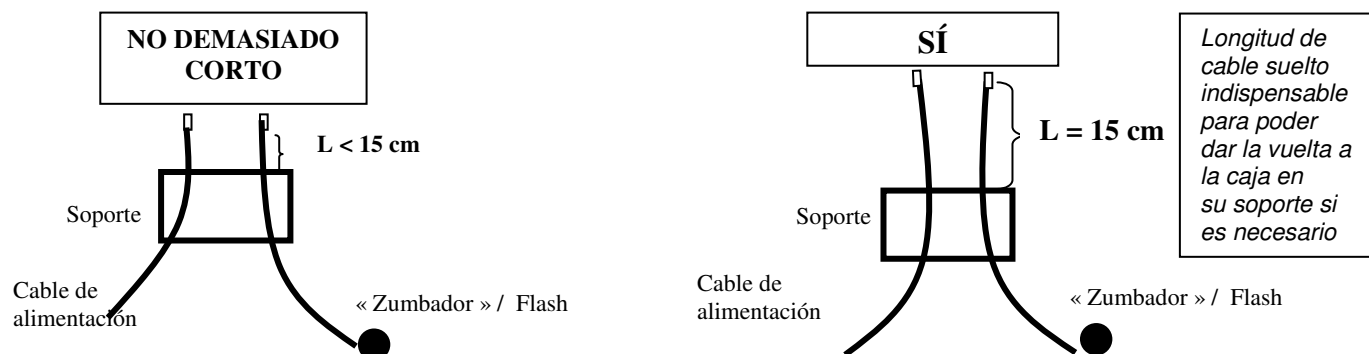 NO DEMASIADO
CORTO
L < 15 cm
Soporte
Cable de
alimentación
« Zumbador » / Flash
SÍ
L = 15 cm
Soporte
Cable de
alimentación
« Zumbador » / Flash
Longitud de
cable suelto
indispensable
para poder
dar la vuelta a
la caja en
su soporte si
es necesario